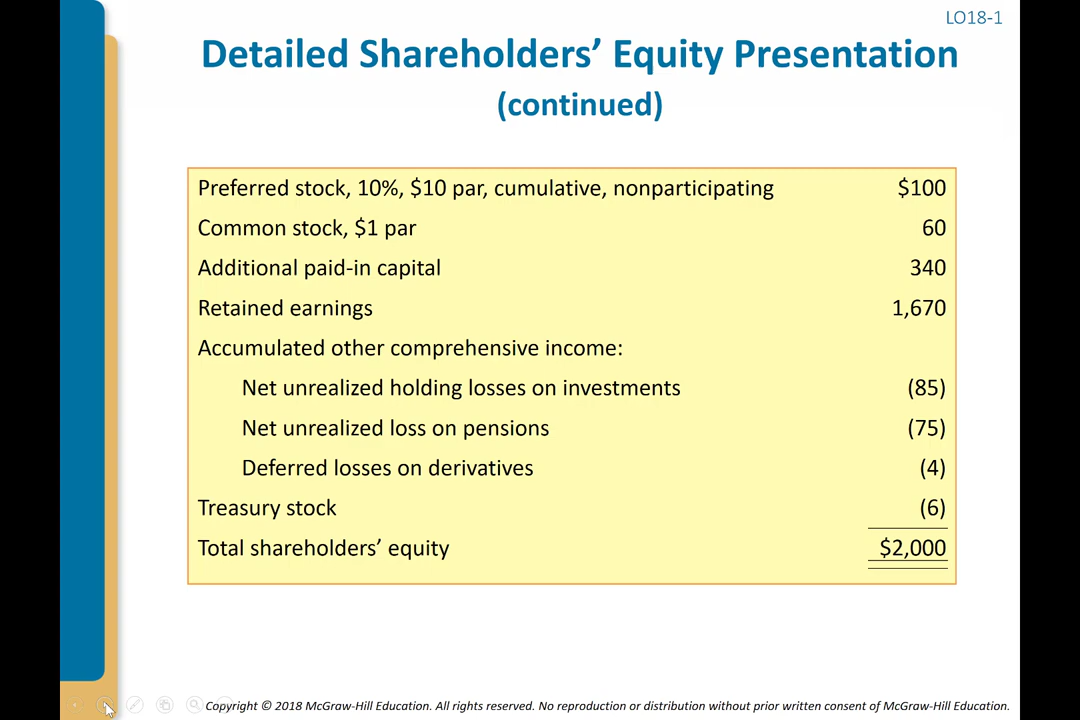 LO18-1
Detailed Shareholders’ Equity Presentation
(continued)
Preferred stock, 10%, $10 par, cumulative, nonparticipating $100
Common stock, $1 par 60
Additional paid-in capital 340
Retained earnings 1,670
Accumulated other comprehensive income:
Net unrealized holding losses on investments (85)
Net unrealized loss on pensions (75)
Deferred losses on derivatives (4)
Treasury stock (6)
Total shareholders’ equity $2,000
Copyright © 2018 McGraw-Hill Education. All rights reserved. No reproduction or distribution without prior written consent of McGraw-Hill Education.